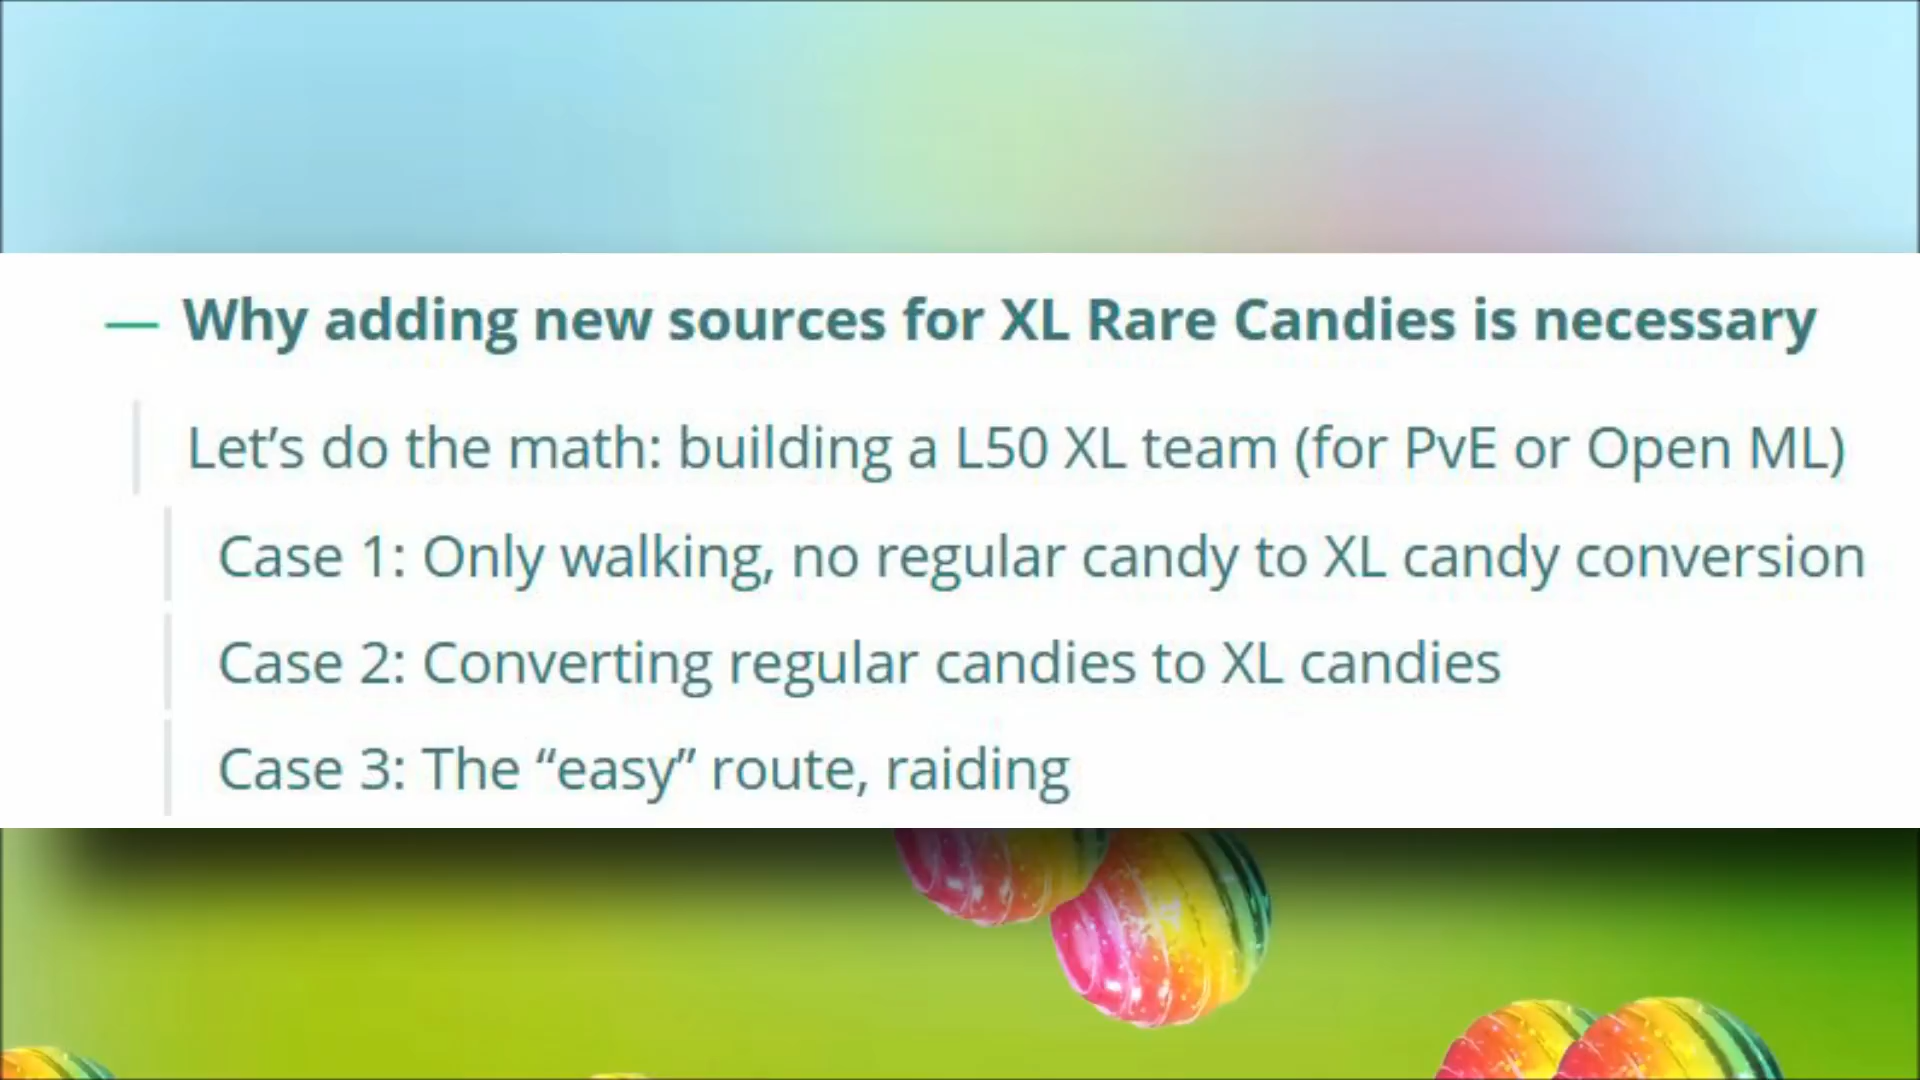 — Why adding new sources for XL Rare Candies is necessary
Let’s do the math: building a L50 XL team (for PvE or Open ML)
Case 1: Only walking, no regular candy to XL candy conversion
Case 2: Converting regular candies to XL candies
Case 3: The “easy” route, raiding